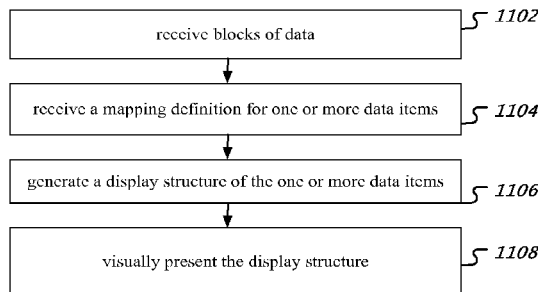 receive blocks of data
1102
receive a mapping definition for one or more data items
1104
generate a display structure of the one or more data items
1106
visually present the display structure
1108